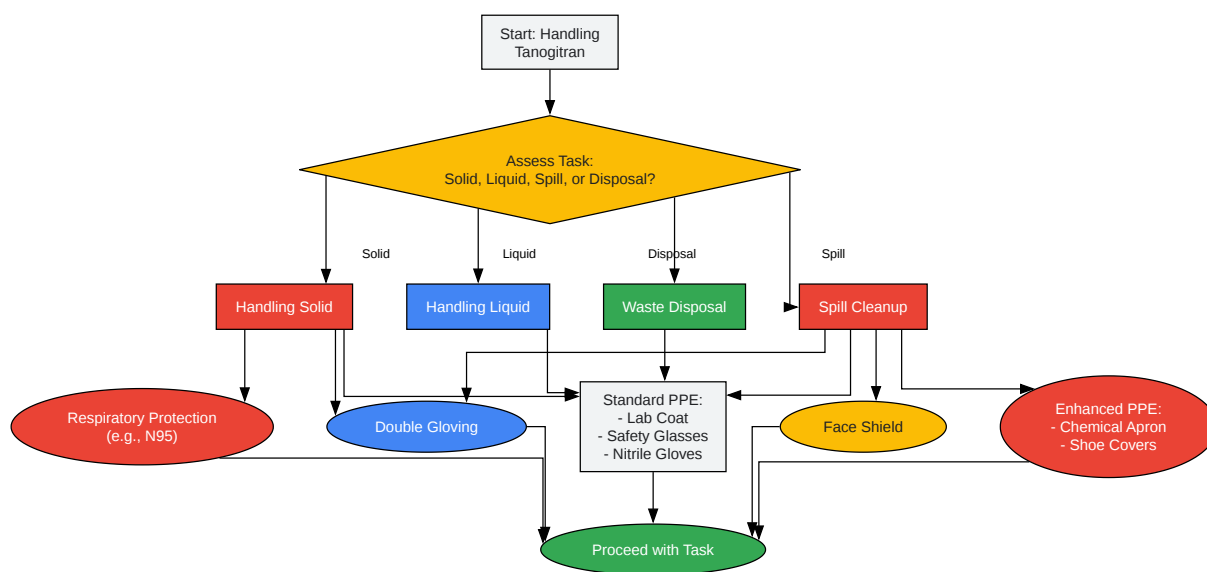 Start: Handling
Tanogitran
Assess Task:
Solid, Liquid, Spill, or Disposal?
Solid
Liquid
Disposal
Spill
Handling Solid
Handling Liquid
Waste Disposal
Spill Cleanup
Respiratory Protection
(e.g., N95)
Double Gloving
Standard PPE:
- Lab Coat
- Safety Glasses
- Nitrile Gloves
Face Shield
Enhanced PPE:
- Chemical Apron
- Shoe Covers
Proceed with Task